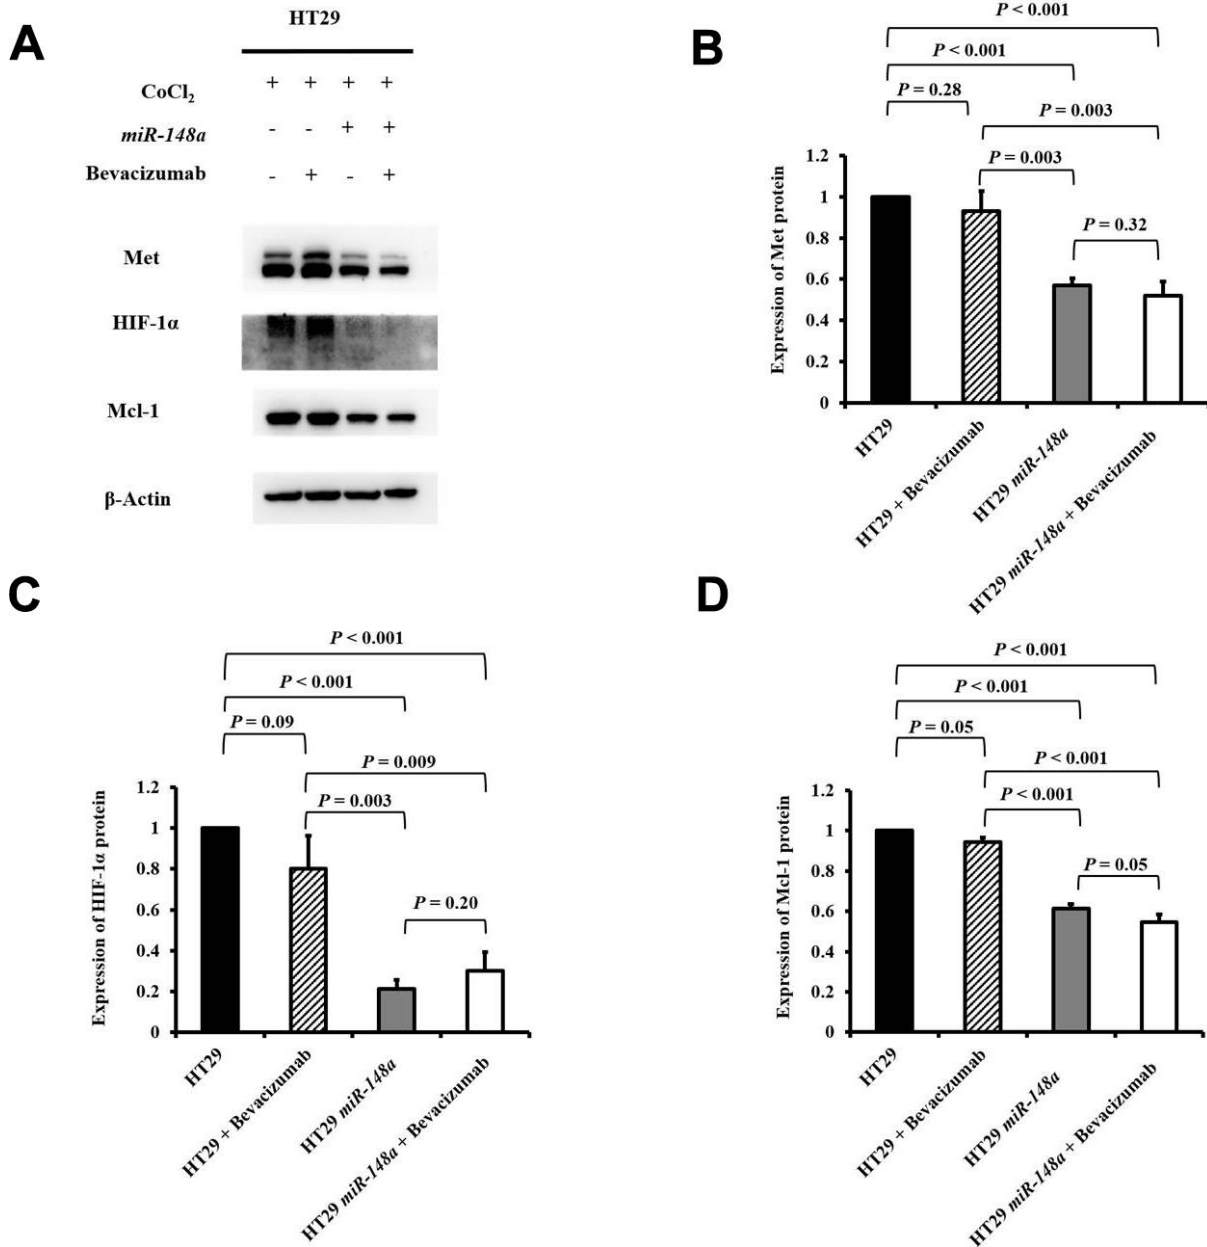 A
HT29
CoCl2 + + + +
miR-148a - - + +
Bevacizumab - + - +
Met
HIF-1α
Mcl-1
β-Actin
B
P < 0.001
P < 0.001
P = 0.28
P = 0.003
P = 0.003
P = 0.32
Expression of Met protein
1.2
1
0.8
0.6
0.4
0.2
0
HT29
HT29 + Bevacizumab
HT29 miR-148a
HT29 miR-148a + Bevacizumab
C
P < 0.001
P < 0.001
P = 0.09
P = 0.009
P = 0.003
P = 0.20
Expression of HIF-1α protein
1.2
1
0.8
0.6
0.4
0.2
0
HT29
HT29 + Bevacizumab
HT29 miR-148a
HT29 miR-148a + Bevacizumab
D
P < 0.001
P < 0.001
P = 0.05
P < 0.001
P < 0.001
P = 0.05
Expression of Mcl-1 protein
1.2
1
0.8
0.6
0.4
0.2
0
HT29
HT29 + Bevacizumab
HT29 miR-148a
HT29 miR-148a + Bevacizumab